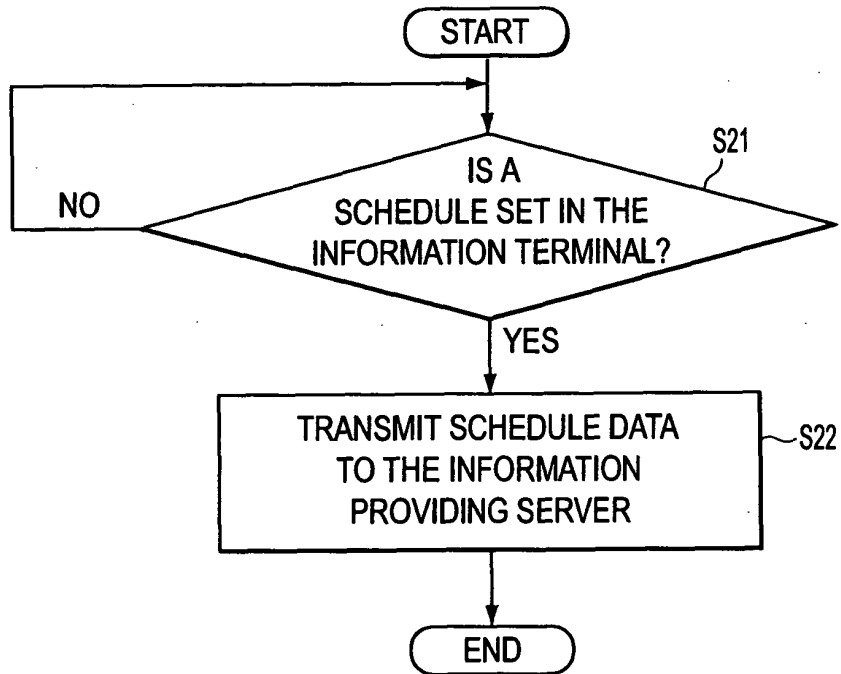 START
S21
IS A
SCHEDULE SET IN THE
INFORMATION TERMINAL?
NO
YES
TRANSMIT SCHEDULE DATA
TO THE INFORMATION
PROVIDING SERVER
S22
END